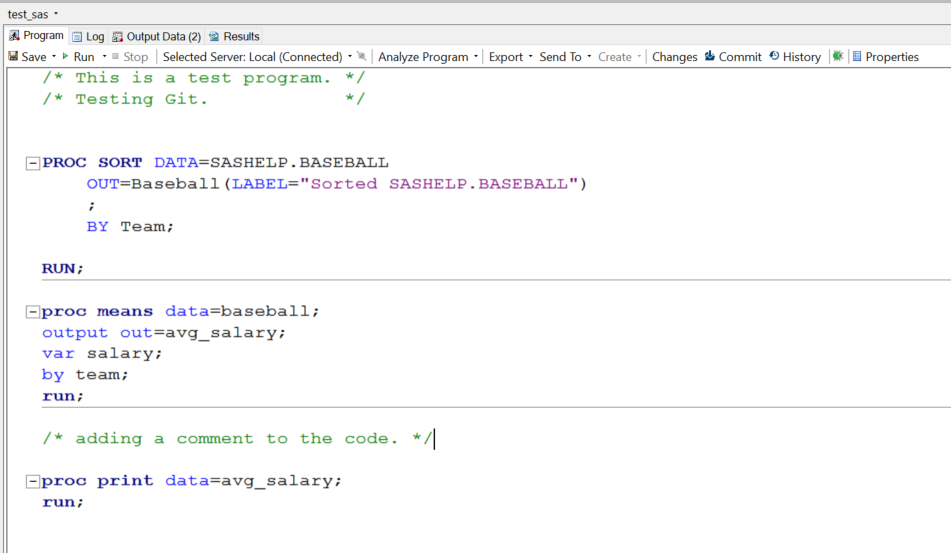 test_sas
Program Log Output Data (2) Results
Save Run Stop Selected Server: Local (Connected) Analyze Program Export Send To Create Changes Commit History Properties
/* This is a test program. */
/* Testing Git. */
PROC SORT DATA=SASHELP.BASEBALL
OUT=Baseball(LABEL="Sorted SASHELP.BASEBALL")
;
BY Team;
RUN;
proc means data=baseball;
output out=avg_salary;
var salary;
by team;
run;
/* adding a comment to the code. */
proc print data=avg_salary;
run;